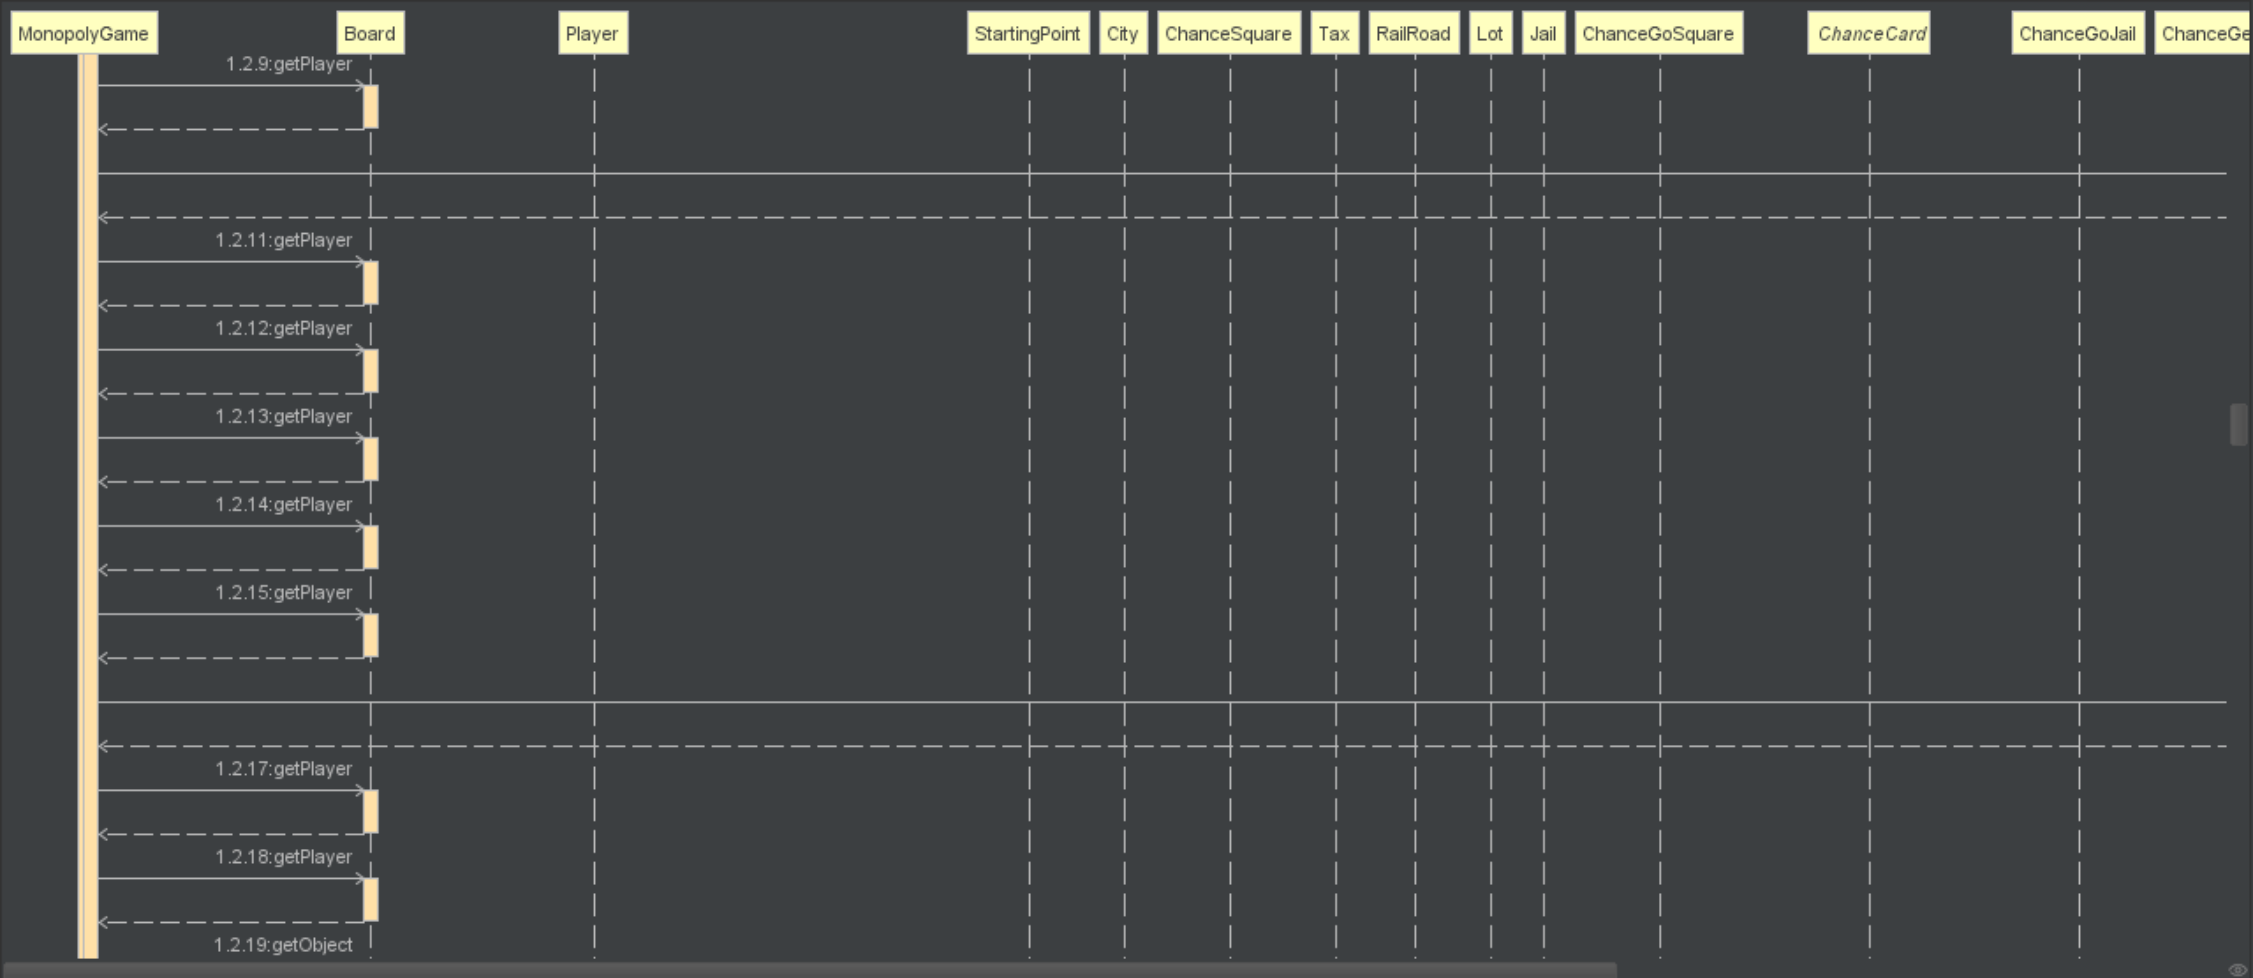 MonopolyGame Board Player StartingPoint City ChanceSquare Tax RailRoad Lot Jail ChanceGoSquare ChanceCard ChanceGoJail ChanceGe
1.2.9:getPlayer
1.2.11:getPlayer
1.2.12:getPlayer
1.2.13:getPlayer
1.2.14:getPlayer
1.2.15:getPlayer
1.2.17:getPlayer
1.2.18:getPlayer
1.2.19:getObject